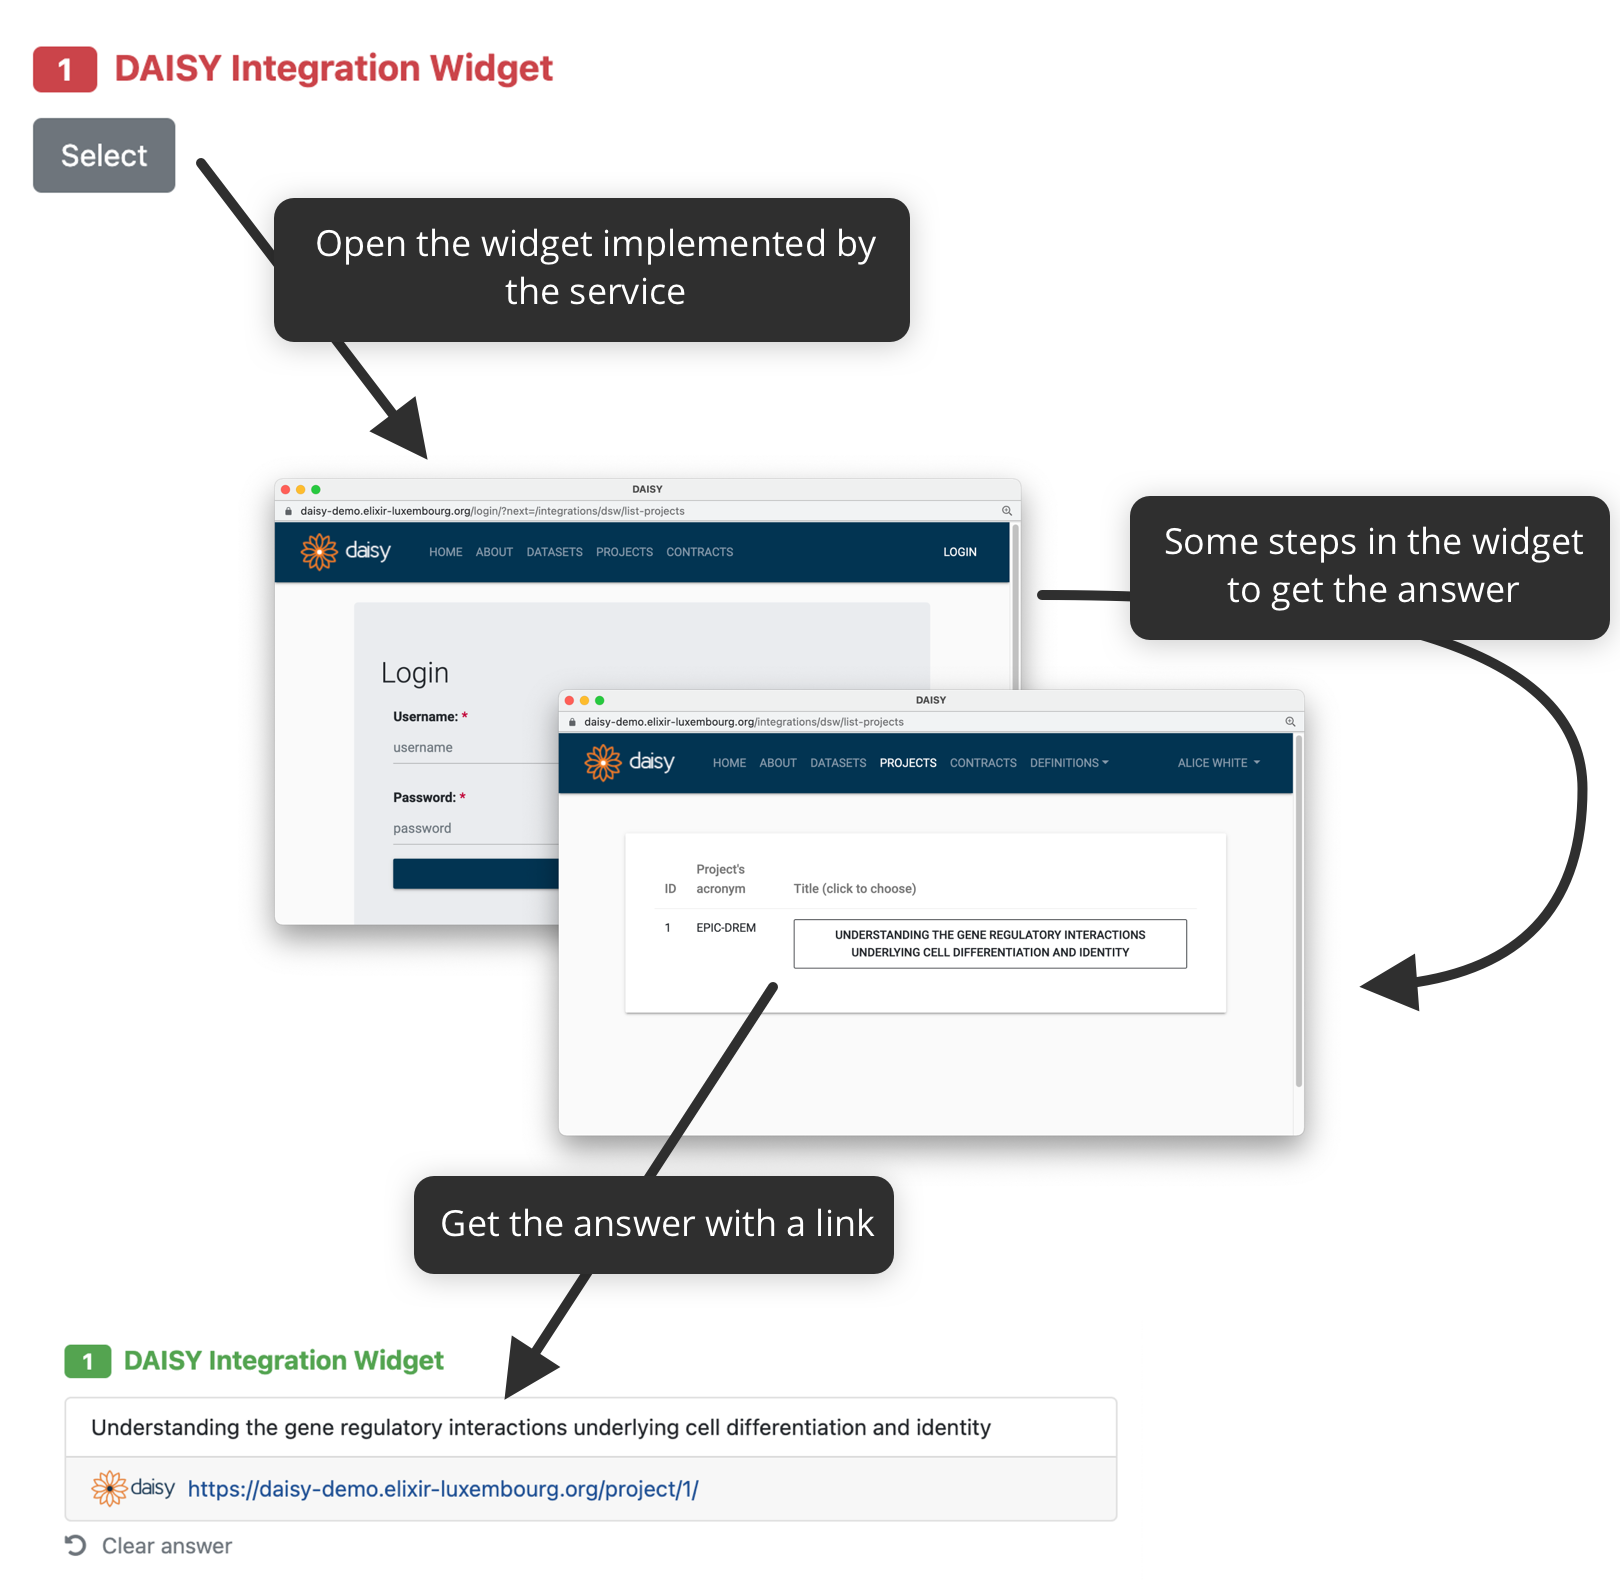 1 DAISY Integration Widget
Select
Open the widget implemented by
the service
DAISY
daisy-demo.elixir-luxembourg.org/login/?next=/integrations/dsw/list-projects
daisy HOME ABOUT DATASETS PROJECTS CONTRACTS LOGIN
Some steps in the widget
to get the answer
Login
Username: *
username
Password: *
password
DAISY
daisy-demo.elixir-luxembourg.org/integrations/dsw/list-projects
daisy HOME ABOUT DATASETS PROJECTS CONTRACTS DEFINITIONS ALICE WHITE
Project's
ID acronym Title (click to choose)
1 EPIC-DREM UNDERSTANDING THE GENE REGULATORY INTERACTIONS
UNDERLYING CELL DIFFERENTIATION AND IDENTITY
Get the answer with a link
1 DAISY Integration Widget
Understanding the gene regulatory interactions underlying cell differentiation and identity
daisy https://daisy-demo.elixir-luxembourg.org/project/1/
Clear answer